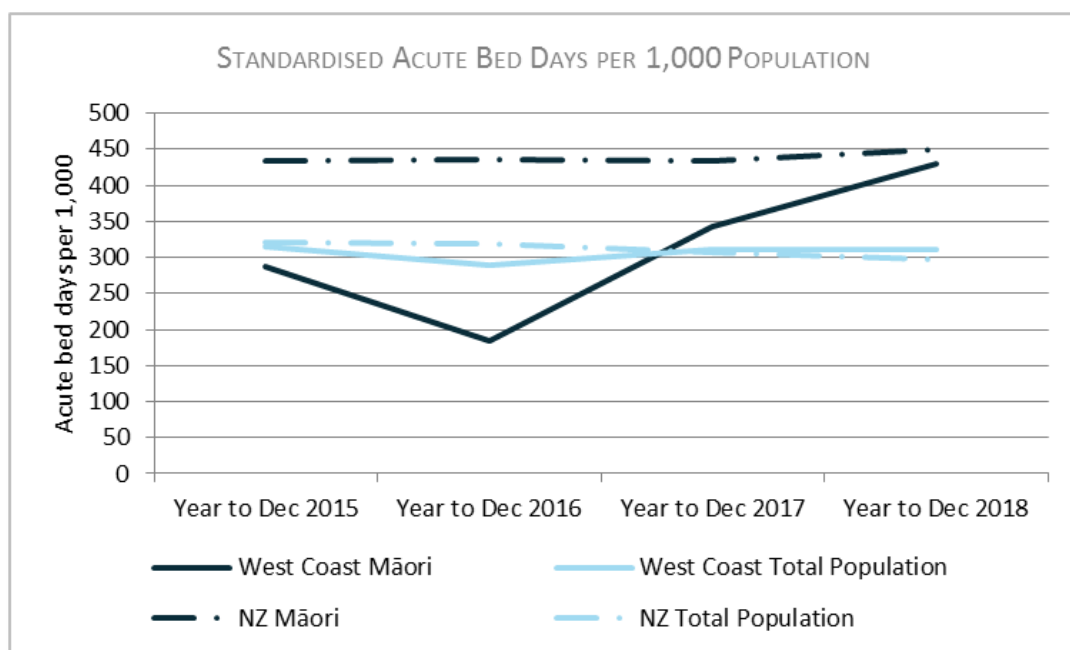 STANDARDISED ACUTE BED DAYS PER 1,000 POPULATION
Acute bed days per 1,000
500
450
400
350
300
250
200
150
100
50
0
Year to Dec 2015 Year to Dec 2016 Year to Dec 2017 Year to Dec 2018
West Coast Māori West Coast Total Population
NZ Māori NZ Total Population